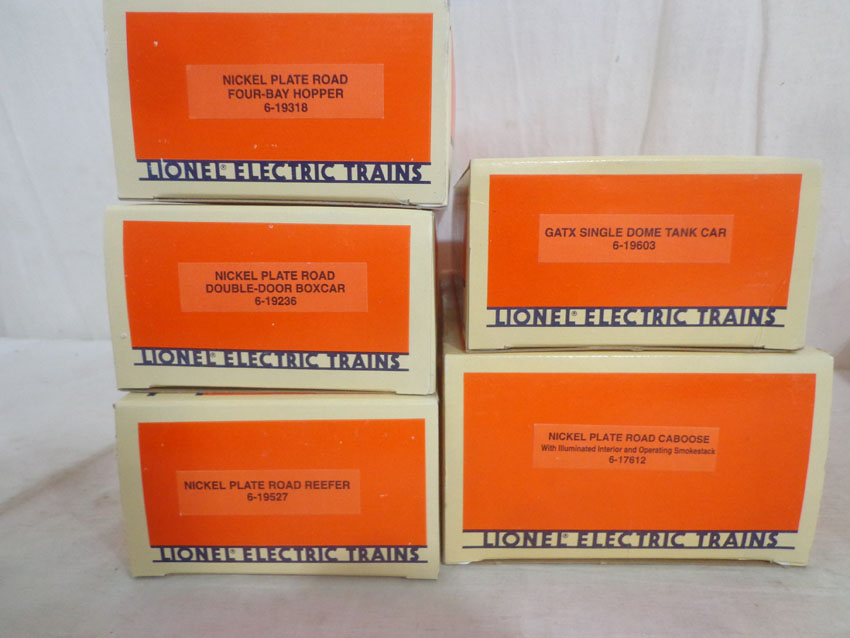 NICKEL PLATE ROAD
FOUR-BAY HOPPER
6-19318
LIONEL® ELECTRIC TRAINS
NICKEL PLATE ROAD
DOUBLE-DOOR BOXCAR
6-19236
LIONEL® ELECTRIC TRAINS
NICKEL PLATE ROAD REEFER
6-19527
LIONEL® ELECTRIC TRAINS
GATX SINGLE DOME TANK CAR
6-19603
LIONEL® ELECTRIC TRAINS
NICKEL PLATE ROAD CABOOSE
With Illuminated Interior and Operating Smokestack
6-17612
LIONEL® ELECTRIC TRAINS